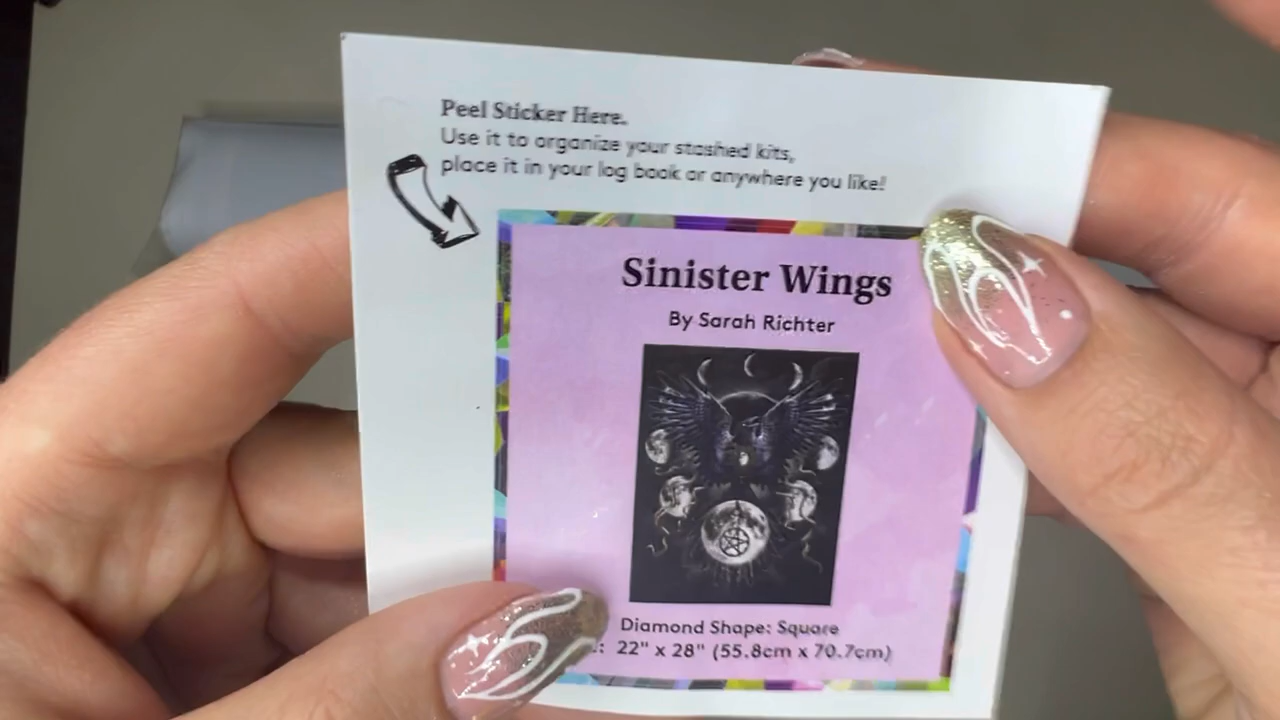 Peel Sticker Here.
Use it to organize your stashed kits,
place it in your log book or anywhere you like!
Sinister Wings
By Sarah Richter
Diamond Shape: Square
: 22" x 28" (55.8cm x 70.7cm)